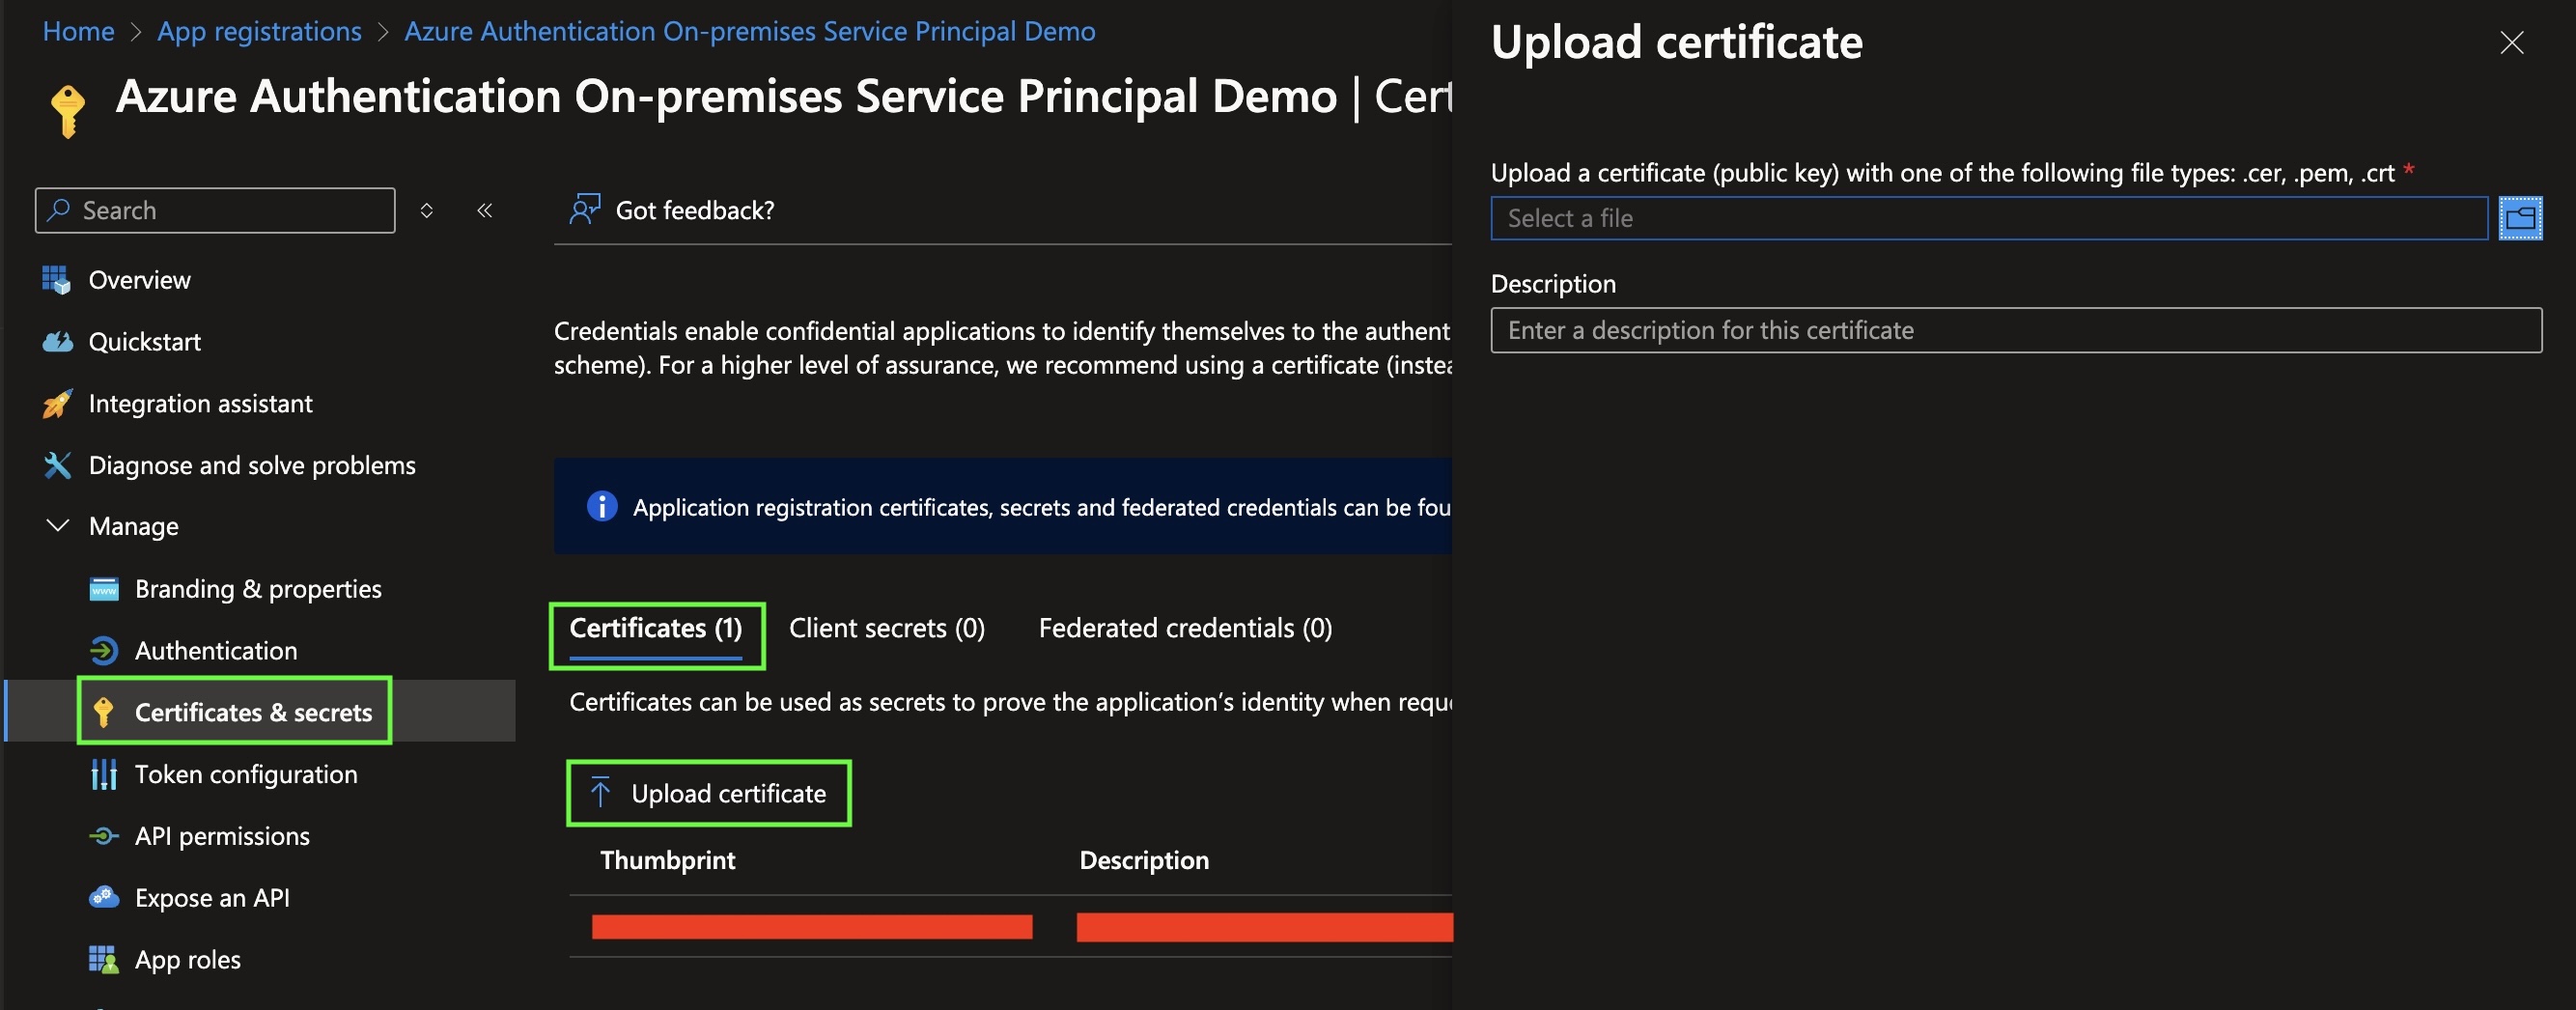 Home > App registrations > Azure Authentication On-premises Service Principal Demo
Azure Authentication On-premises Service Principal Demo | Cert
Search
Overview
Quickstart
Integration assistant
Diagnose and solve problems
Manage
Branding & properties
Authentication
Certificates & secrets
Token configuration
API permissions
Expose an API
App roles
Got feedback?
Credentials enable confidential applications to identify themselves to the authent
scheme). For a higher level of assurance, we recommend using a certificate (instea
Application registration certificates, secrets and federated credentials can be fou
Certificates (1) Client secrets (0) Federated credentials (0)
Certificates can be used as secrets to prove the application’s identity when reque
Upload certificate
Thumbprint Description
Upload certificate
Upload a certificate (public key) with one of the following file types: .cer, .pem, .crt *
Select a file
Description
Enter a description for this certificate